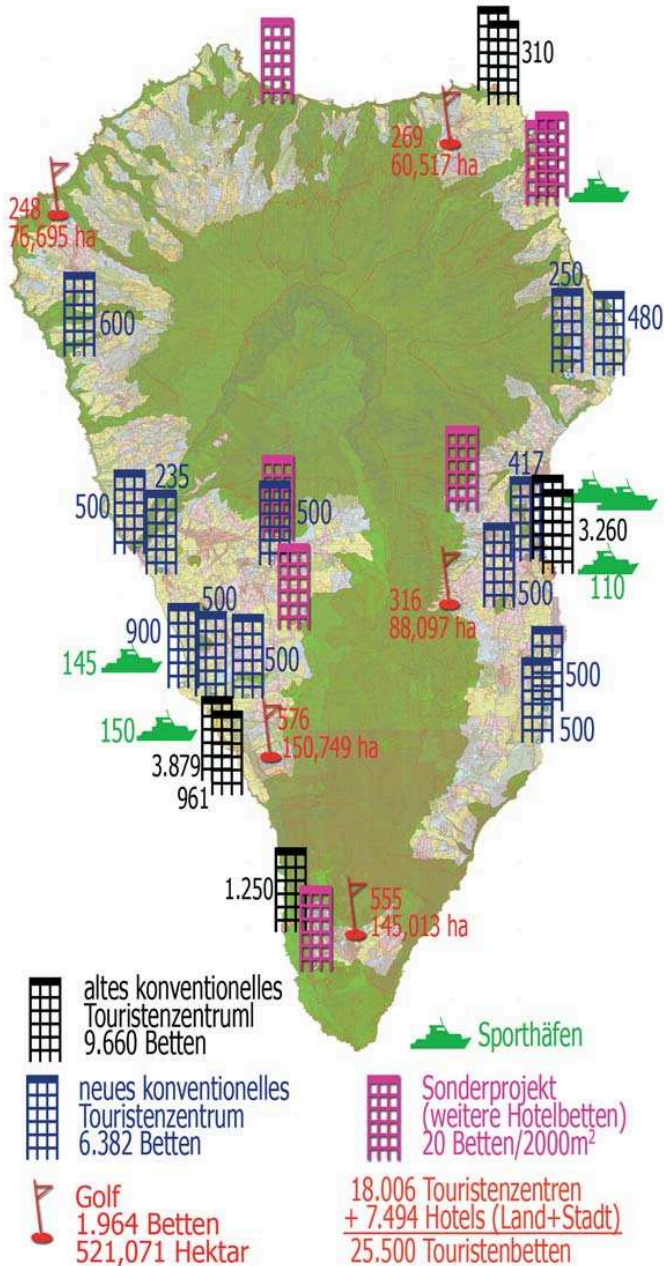 310
269
60,517 ha
248
76,695 ha
250
600
480
235
417
500
500
3.260
110
500
316
88,097 ha
500
900
145
500
500
500
576
150
150,749 ha
3.879
961
1.250
555
145,013 ha
altes konventionelles
Touristenzentruml
9.660 Betten
Sporthäfen
neues konventionelles
Touristenzentrum
6.382 Betten
Sonderprojekt
(weitere Hotelbetten)
20 Betten/2000m²
Golf
1.964 Betten
521,071 Hektar
18.006 Touristenzentren
+ 7.494 Hotels (Land+Stadt)
25.500 Touristenbetten